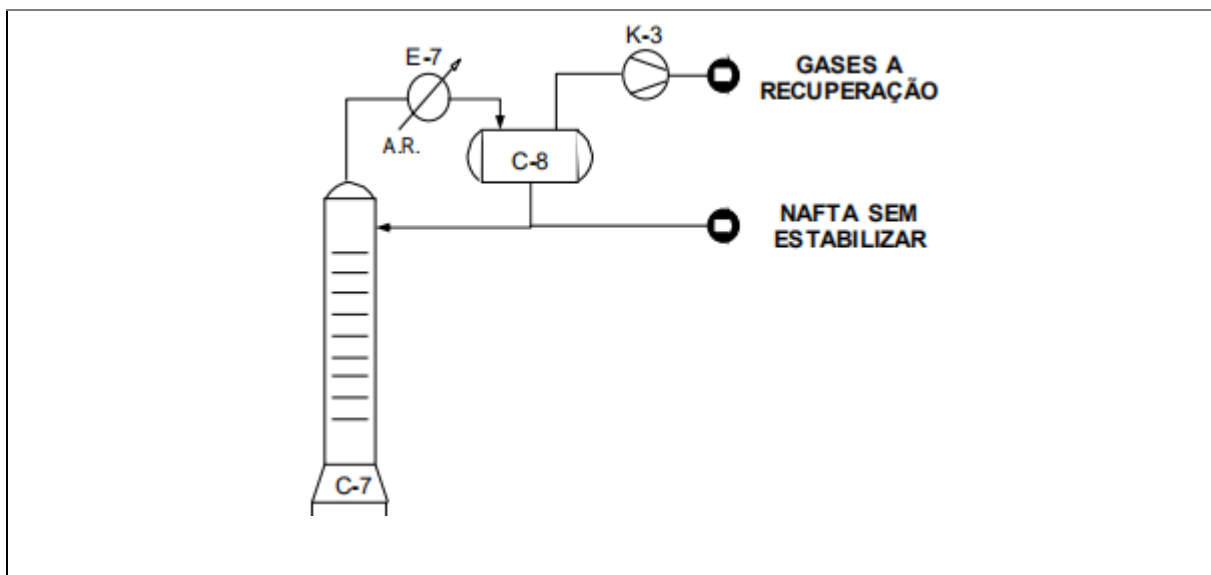 K-3
E-7
GASES A
RECUPERAÇÃO
A.R.
C-8
NAFTA SEM
ESTABILIZAR
C-7